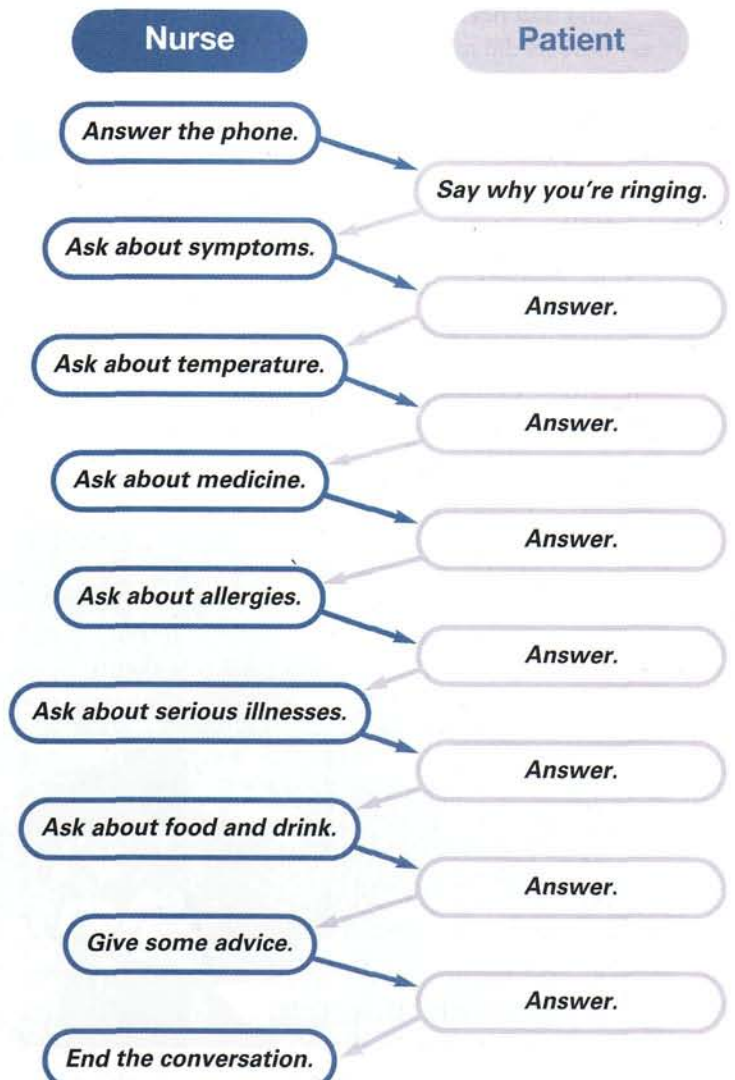 Nurse
Patient
Answer the phone.
Say why you're ringing.
Ask about symptoms.
Answer.
Ask about temperature.
Answer.
Ask about medicine.
Answer.
Ask about allergies.
Answer.
Ask about serious illnesses.
Answer.
Ask about food and drink.
Answer.
Give some advice.
Answer.
End the conversation.